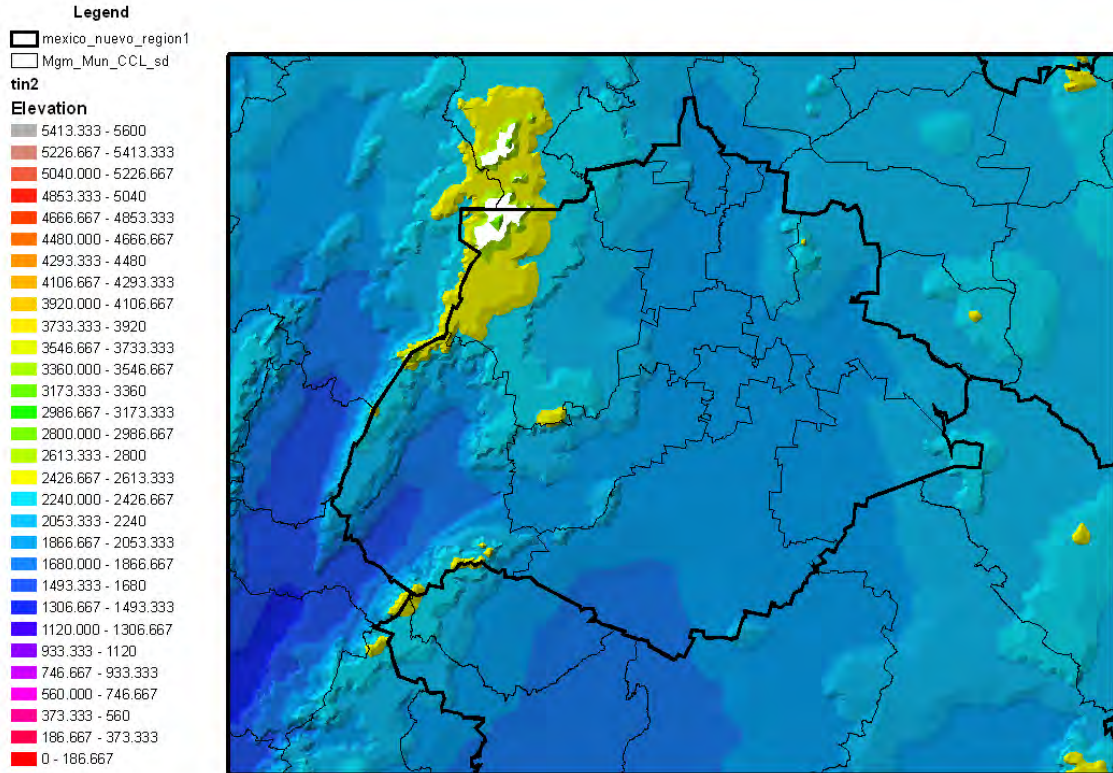 Legend
mexico_nuevo_region1
Mgm_Mun_CCL_sd
tin2
Elevation
5413.333 - 5600
5226.667 - 5413.333
5040.000 - 5226.667
4853.333 - 5040
4666.667 - 4853.333
4480.000 - 4666.667
4293.333 - 4480
4106.667 - 4293.333
3920.000 - 4106.667
3733.333 - 3920
3546.667 - 3733.333
3360.000 - 3546.667
3173.333 - 3360
2986.667 - 3173.333
2800.000 - 2986.667
2613.333 - 2800
2426.667 - 2613.333
2240.000 - 2426.667
2053.333 - 2240
1866.667 - 2053.333
1680.000 - 1866.667
1493.333 - 1680
1306.667 - 1493.333
1120.000 - 1306.667
933.333 - 1120
746.667 - 933.333
560.000 - 746.667
373.333 - 560
186.667 - 373.333
0 - 186.667